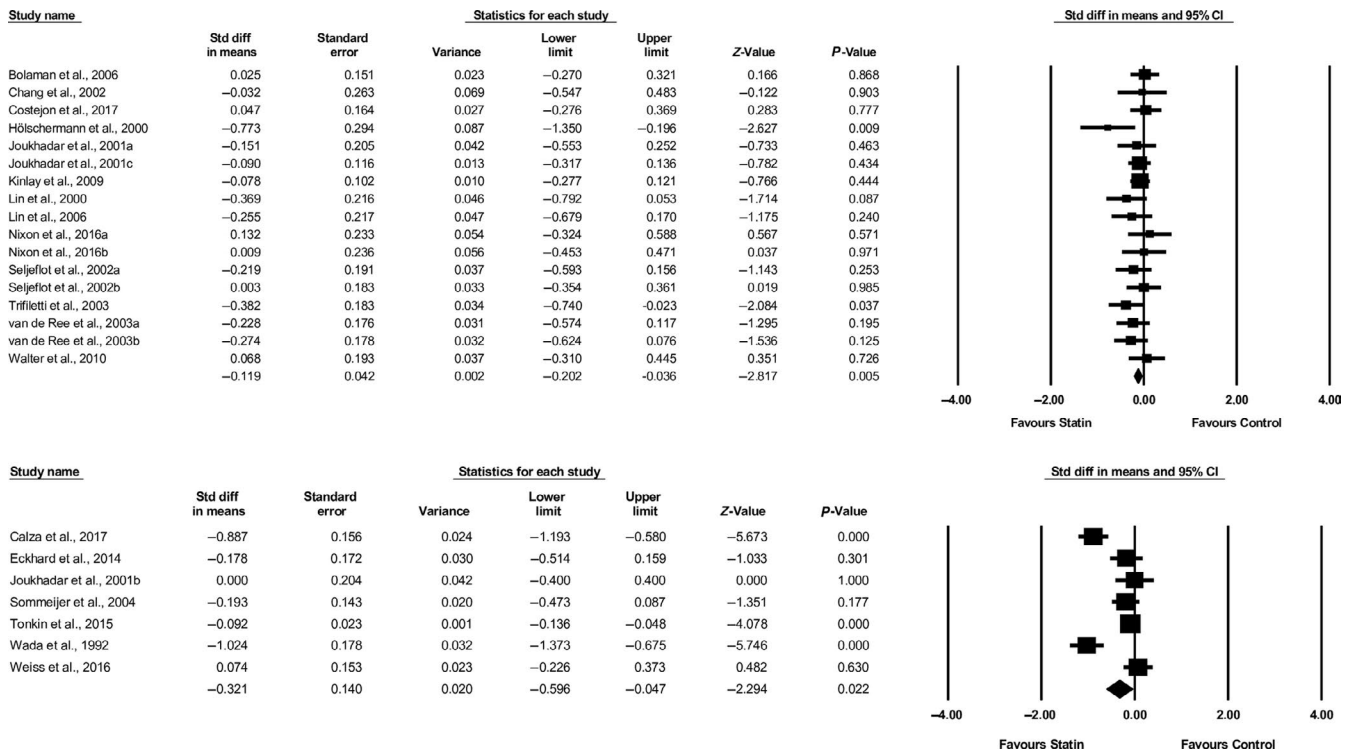 Study name Statistics for each study Std diff in means and 95% CI
Std diff Standard Lower Upper
in means error Variance limit limit Z-Value P-Value
Bolaman et al., 2006 0.025 0.151 0.023 −0.270 0.321 0.166 0.868
Chang et al., 2002 −0.032 0.263 0.069 −0.547 0.483 −0.122 0.903
Costejon et al., 2017 0.047 0.164 0.027 −0.276 0.369 0.283 0.777
Hölschermann et al., 2000 −0.773 0.294 0.087 −1.350 −0.196 −2.627 0.009
Joukhadar et al., 2001a −0.151 0.205 0.042 −0.553 0.252 −0.733 0.463
Joukhadar et al., 2001c −0.090 0.116 0.013 −0.317 0.136 −0.782 0.434
Kinlay et al., 2009 −0.078 0.102 0.010 −0.277 0.121 −0.766 0.444
Lin et al., 2000 −0.369 0.216 0.046 −0.792 0.053 −1.714 0.087
Lin et al., 2006 −0.255 0.217 0.047 −0.679 0.170 −1.175 0.240
Nixon et al., 2016a 0.132 0.233 0.054 −0.324 0.588 0.567 0.571
Nixon et al., 2016b 0.009 0.236 0.056 −0.453 0.471 0.037 0.971
Seljeflot et al., 2002a −0.219 0.191 0.037 −0.593 0.156 −1.143 0.253
Seljeflot et al., 2002b 0.003 0.183 0.033 −0.354 0.361 0.019 0.985
Trifiletti et al., 2003 −0.382 0.183 0.034 −0.740 -0.023 −2.084 0.037
van de Ree et al., 2003a −0.228 0.176 0.031 −0.574 0.117 −1.295 0.195
van de Ree et al., 2003b −0.274 0.178 0.032 −0.624 0.076 −1.536 0.125
Walter et al., 2010 0.068 0.193 0.037 −0.310 0.445 0.351 0.726
−0.119 0.042 0.002 −0.202 -0.036 −2.817 0.005
−4.00 −2.00 0.00 2.00 4.00
Favours Statin Favours Control
Study name Statistics for each study Std diff in means and 95% CI
Std diff Standard Lower Upper
in means error Variance limit limit Z-Value P-Value
Calza et al., 2017 −0.887 0.156 0.024 −1.193 −0.580 −5.673 0.000
Eckhard et al., 2014 −0.178 0.172 0.030 −0.514 0.159 −1.033 0.301
Joukhadar et al., 2001b 0.000 0.204 0.042 −0.400 0.400 0.000 1.000
Sommeijer et al., 2004 −0.193 0.143 0.020 −0.473 0.087 −1.351 0.177
Tonkin et al., 2015 −0.092 0.023 0.001 −0.136 −0.048 −4.078 0.000
Wada et al., 1992 −1.024 0.178 0.032 −1.373 −0.675 −5.746 0.000
Weiss et al., 2016 0.074 0.153 0.023 −0.226 0.373 0.482 0.630
−0.321 0.140 0.020 −0.596 −0.047 −2.294 0.022
−4.00 −2.00 0.00 2.00 4.00
Favours Statin Favours Control